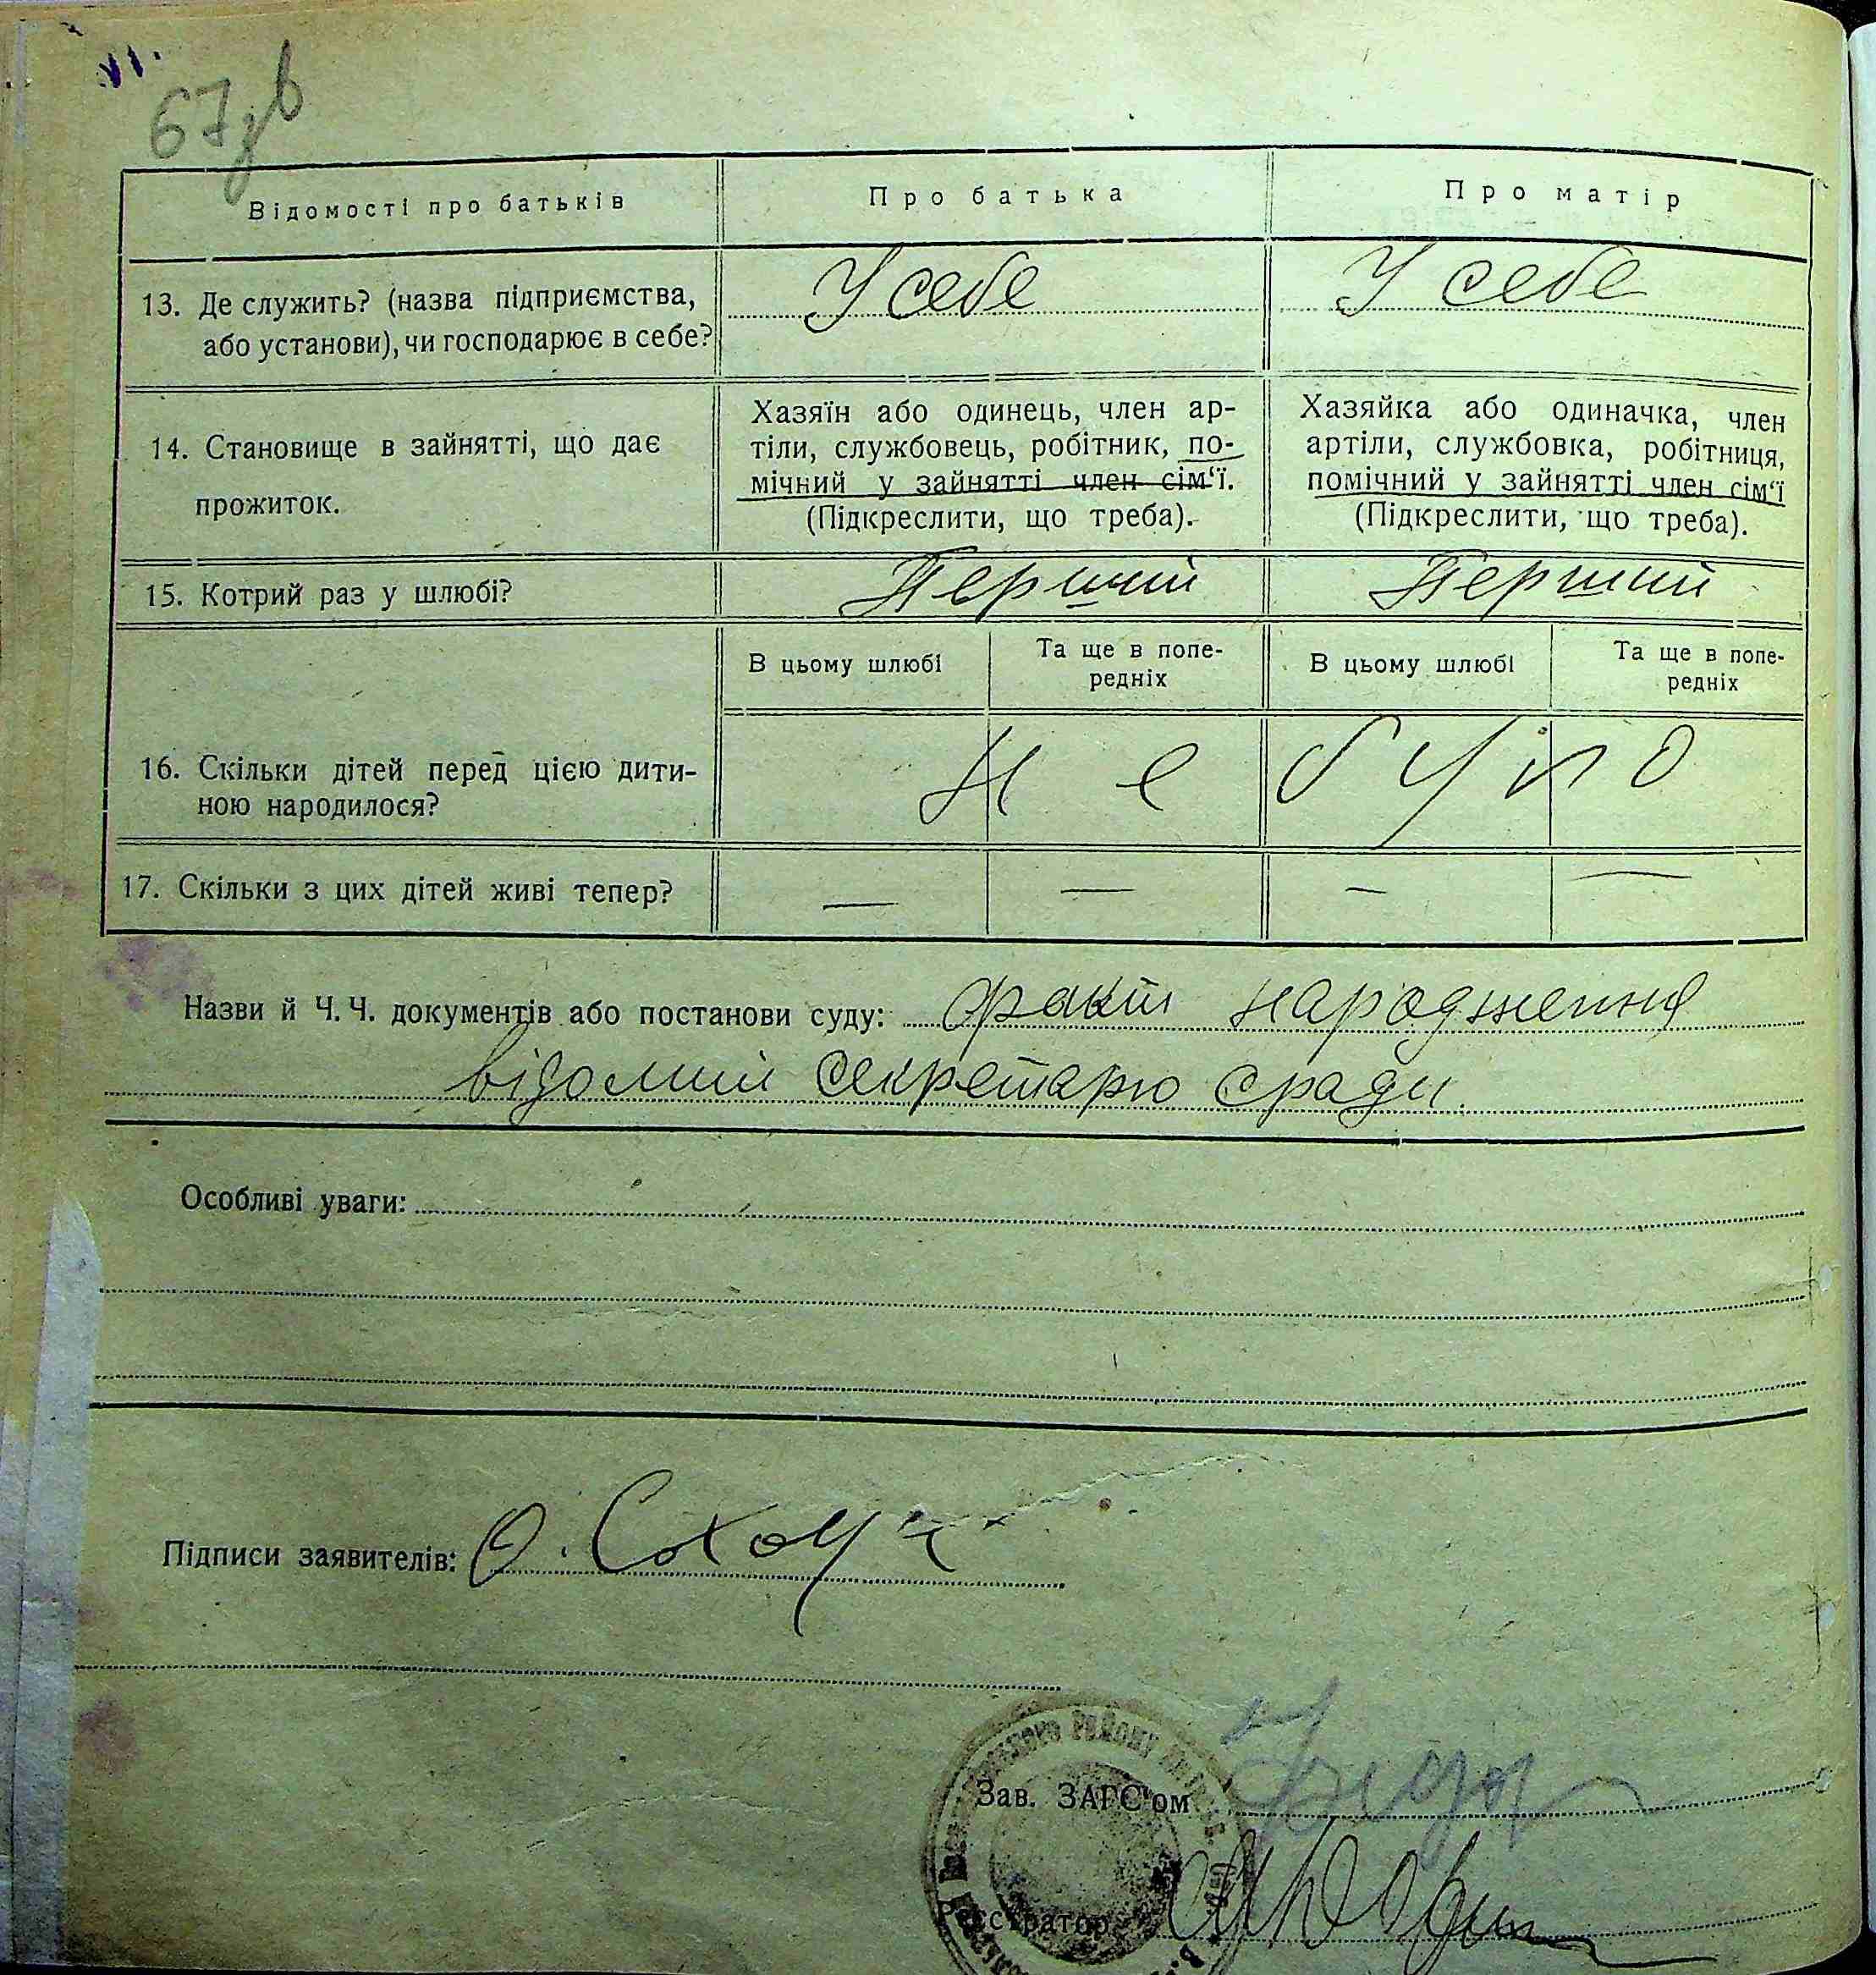 VI.
67зв
Відомості про батьків
Про батька
Про матір
13. Де служить? (назва підприємства, або установи), чи господарює в себе?
У себе
У себе
14. Становище в зайнятті, що дає
прожиток.
Хазяїн або одинець, член ар-
тіли, службовець, робітник, по-
мічний у зайнятті член сім‘ї.
(Підкреслити, що треба).
Хазяйка або одиначка, член
артіли, службовка, робітниця,
помічний у зайнятті член сім‘ї
(Підкреслити, що треба).
15. Котрий раз у шлюбі?
Перший
Перший
В цьому шлюбі
Та ще в попе-
редніх
В цьому шлюбі
Та ще в попе-
редніх
16. Скільки дітей перед цією дити-
ною народилося?
не було
17. Скільки з цих дітей живі тепер?
— — — —
Назви й Ч. Ч. документів або постанови суду: факт народження
відомий секретарю сради
Особливі уваги:
Підписи заявителів: О.
Зав. ЗАГС'ом
Реєстратор